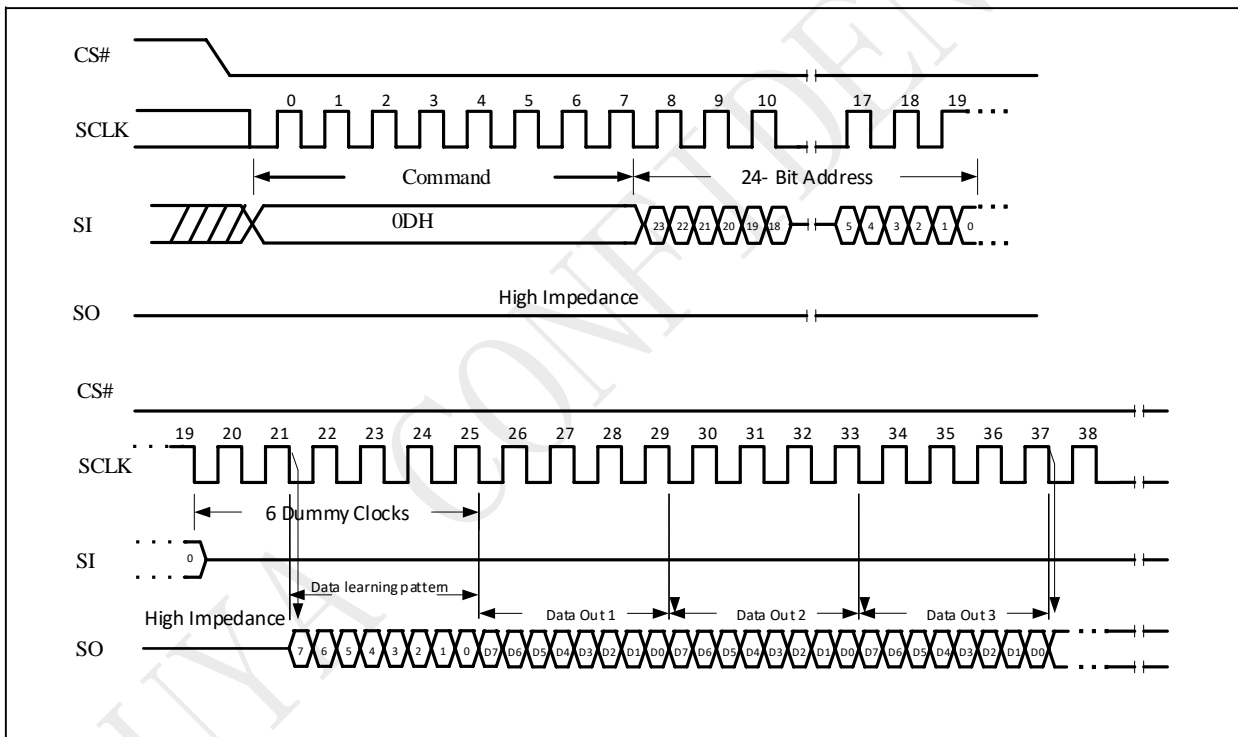 CS#
0 1 2 3 4 5 6 7 8 9 10 17 18 19
SCLK
Command 24- Bit Address
SI 0DH 23 22 21 20 19 18 5 4 3 2 1 0
High Impedance
SO
CS#
19 20 21 22 23 24 25 26 27 28 29 30 31 32 33 34 35 36 37 38
SCLK
6 Dummy Clocks
SI 0
Data learning pattern
High Impedance Data Out 1 Data Out 2 Data Out 3
SO 7 6 5 4 3 2 1 0 D7 D6 D5 D4 D3 D2 D1 D0 D7 D6 D5 D4 D3 D2 D1 D0 D7 D6 D5 D4 D3 D2 D1 D0
UYA CONFIDEN